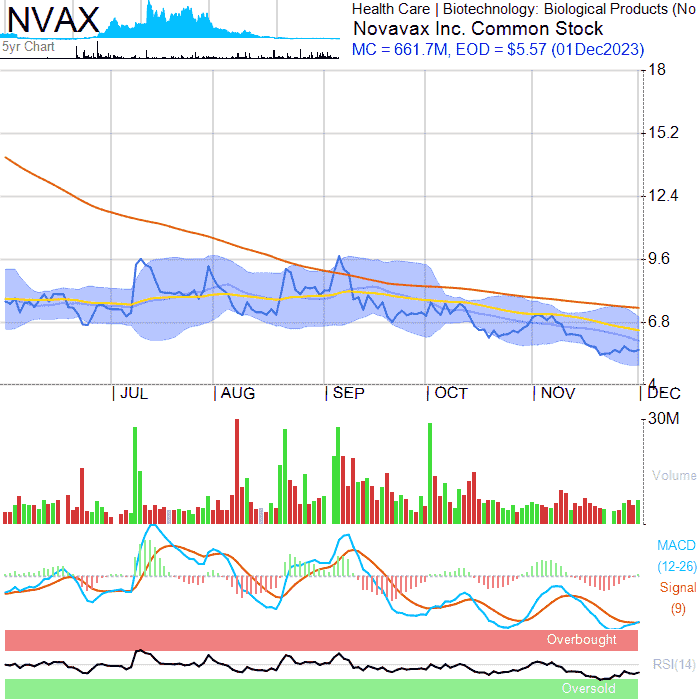 NVAX
5yr Chart
Health Care | Biotechnology: Biological Products (No
Novavax Inc. Common Stock
MC = 661.7M, EOD = $5.57 (01Dec2023)
18
15.2
12.4
9.6
6.8
4
JUL
AUG
SEP
OCT
NOV
DEC
30M
Volume
MACD
(12-26)
Signal
(9)
Overbought
RSI(14)
Oversold